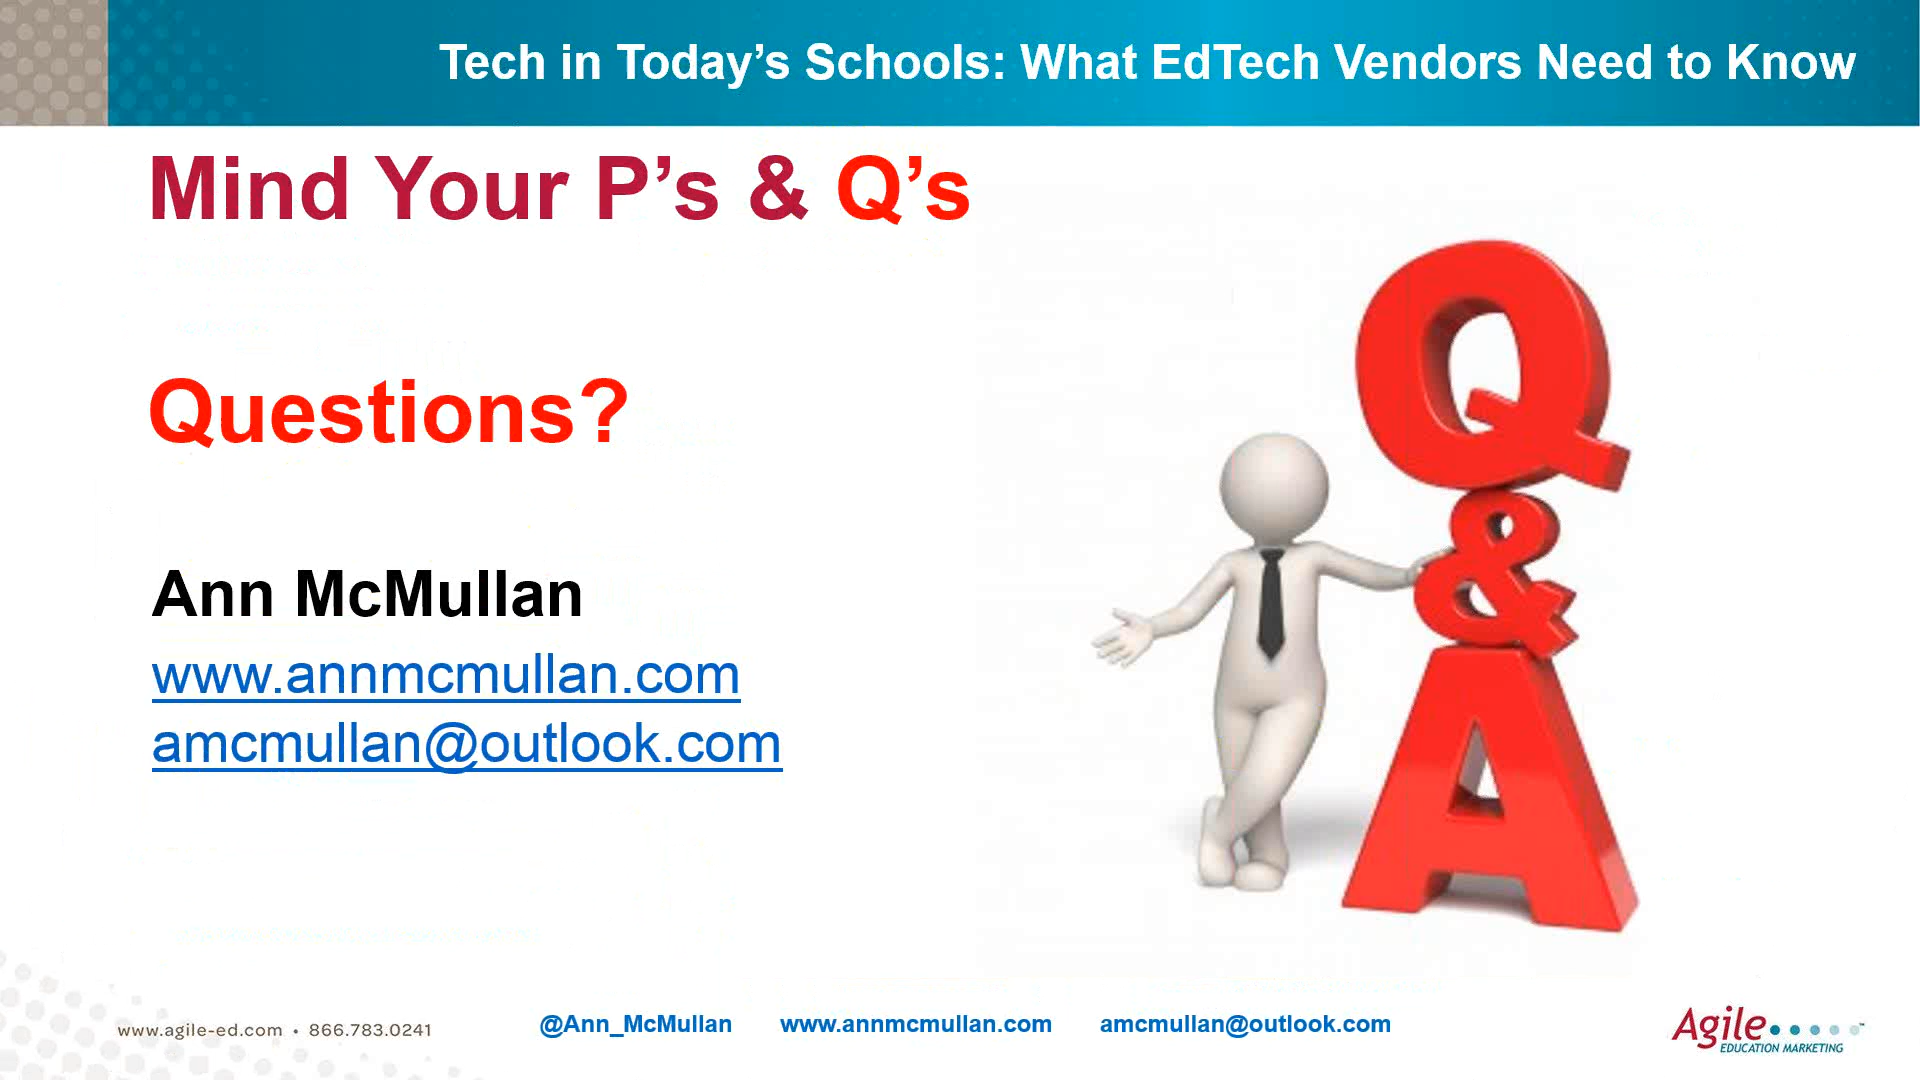 Tech in Today’s Schools: What EdTech Vendors Need to Know
Mind Your P’s & Q’s
Questions?
Q
&
A
Ann McMullan
www.annmcmullan.com
amcmullan@outlook.com
www.agile-ed.com • 866.783.0241
@Ann_McMullan www.annmcmullan.com amcmullan@outlook.com
Agile
EDUCATION MARKETING